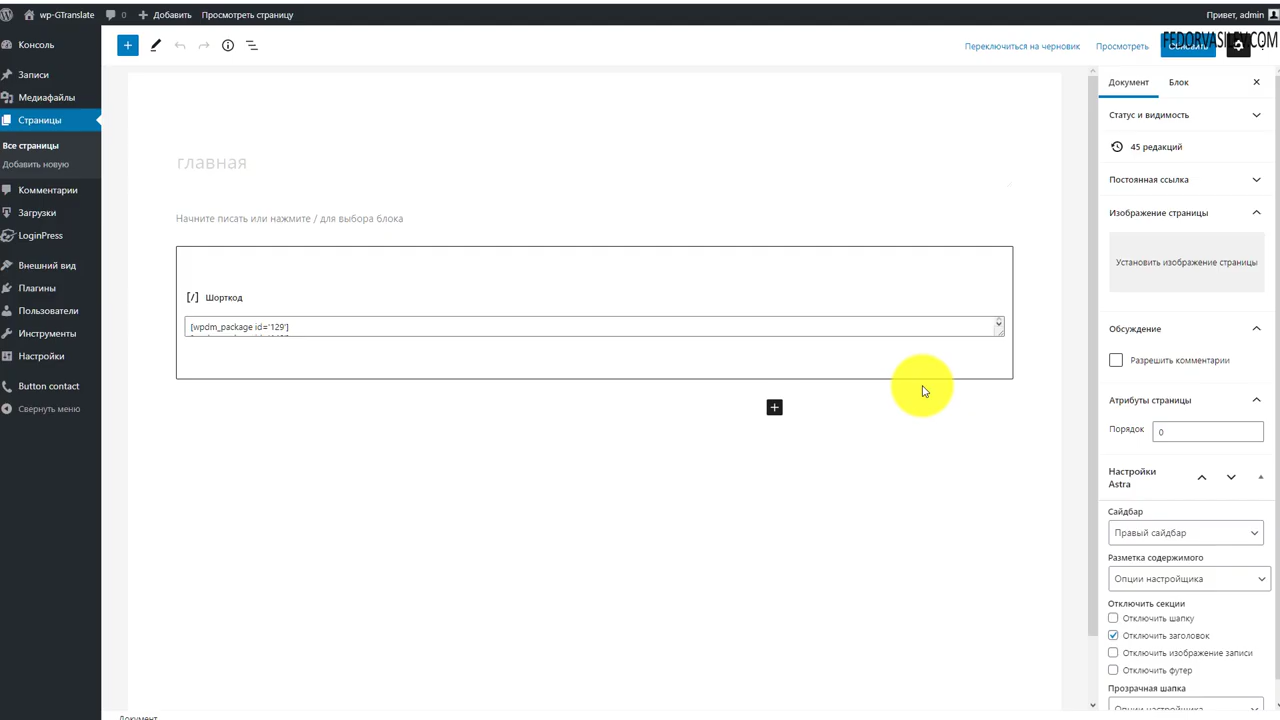 wp-GTranslate 0 + Добавить Просмотреть страницу Привет, admin
FEDORVASILEV.COM
Консоль
Записи
Медиафайлы
Страницы
Все страницы
Добавить новую
Комментарии
Загрузки
LoginPress
Внешний вид
Плагины
Пользователи
Инструменты
Настройки
Button contact
Свернуть меню
Переключиться на черновик Просмотреть
главная
Начните писать или нажмите / для выбора блока
[/] Шорткод
[wpdm_package id='129']
Документ Блок
Статус и видимость
45 редакций
Постоянная ссылка
Изображение страницы
Установить изображение страницы
Обсуждение
Разрешить комментарии
Атрибуты страницы
Порядок 0
Настройки
Astra
Сайдбар
Правый сайдбар
Разметка содержимого
Опции настройщика
Отключить секции
Отключить шапку
Отключить заголовок
Отключить изображение записи
Отключить футер
Прозрачная шапка
Опции настройщика
Документ